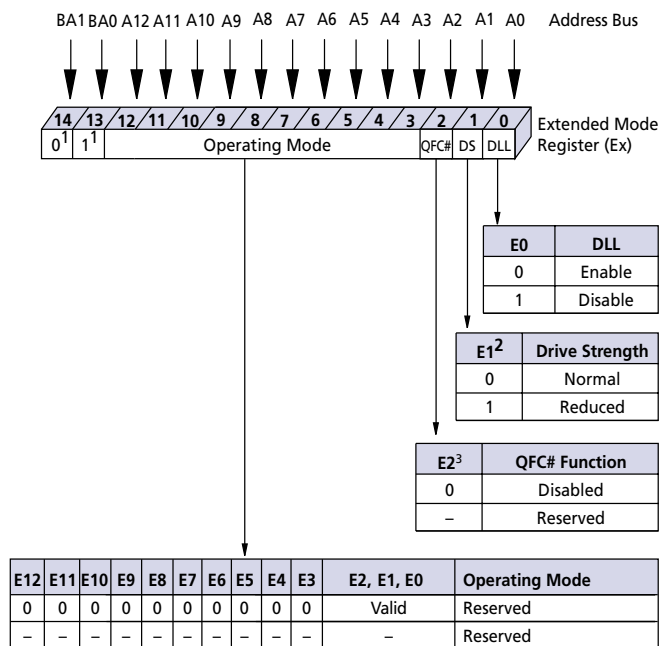 BA1 BA0 A12 A11 A10 A9 A8 A7 A6 A5 A4 A3 A2 A1 A0 Address Bus
14 13 12 11 10 9 8 7 6 5 4 3 2 1 0
Extended Mode
Register (Ex)
0¹ 1¹ Operating Mode QFC# DS DLL
E0 DLL
0 Enable
1 Disable
E1² Drive Strength
0 Normal
1 Reduced
E2³ QFC# Function
0 Disabled
– Reserved
E12 E11 E10 E9 E8 E7 E6 E5 E4 E3 E2, E1, E0 Operating Mode
0 0 0 0 0 0 0 0 0 0 Valid Reserved
– – – – – – – – – – – Reserved